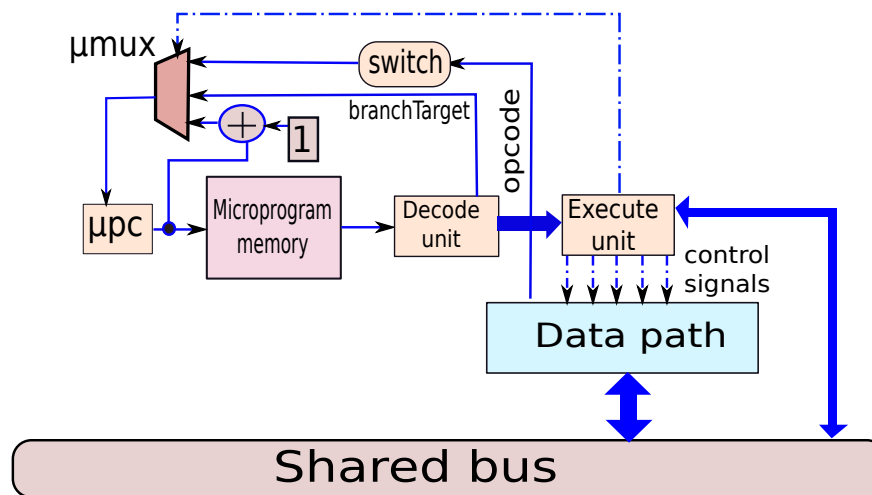 μmux
switch
branchTarget
opcode
+
1
μpc
Microprogram
memory
Decode
unit
Execute
unit
control
signals
Data path
Shared bus